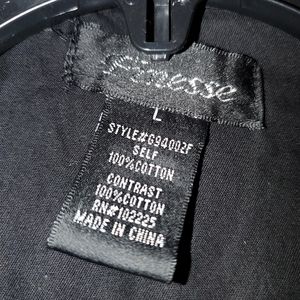 L
STYLE#G94002F
SELF
100%COTTON
CONTRAST
100%COTTON
RN#102225
MADE IN CHINA